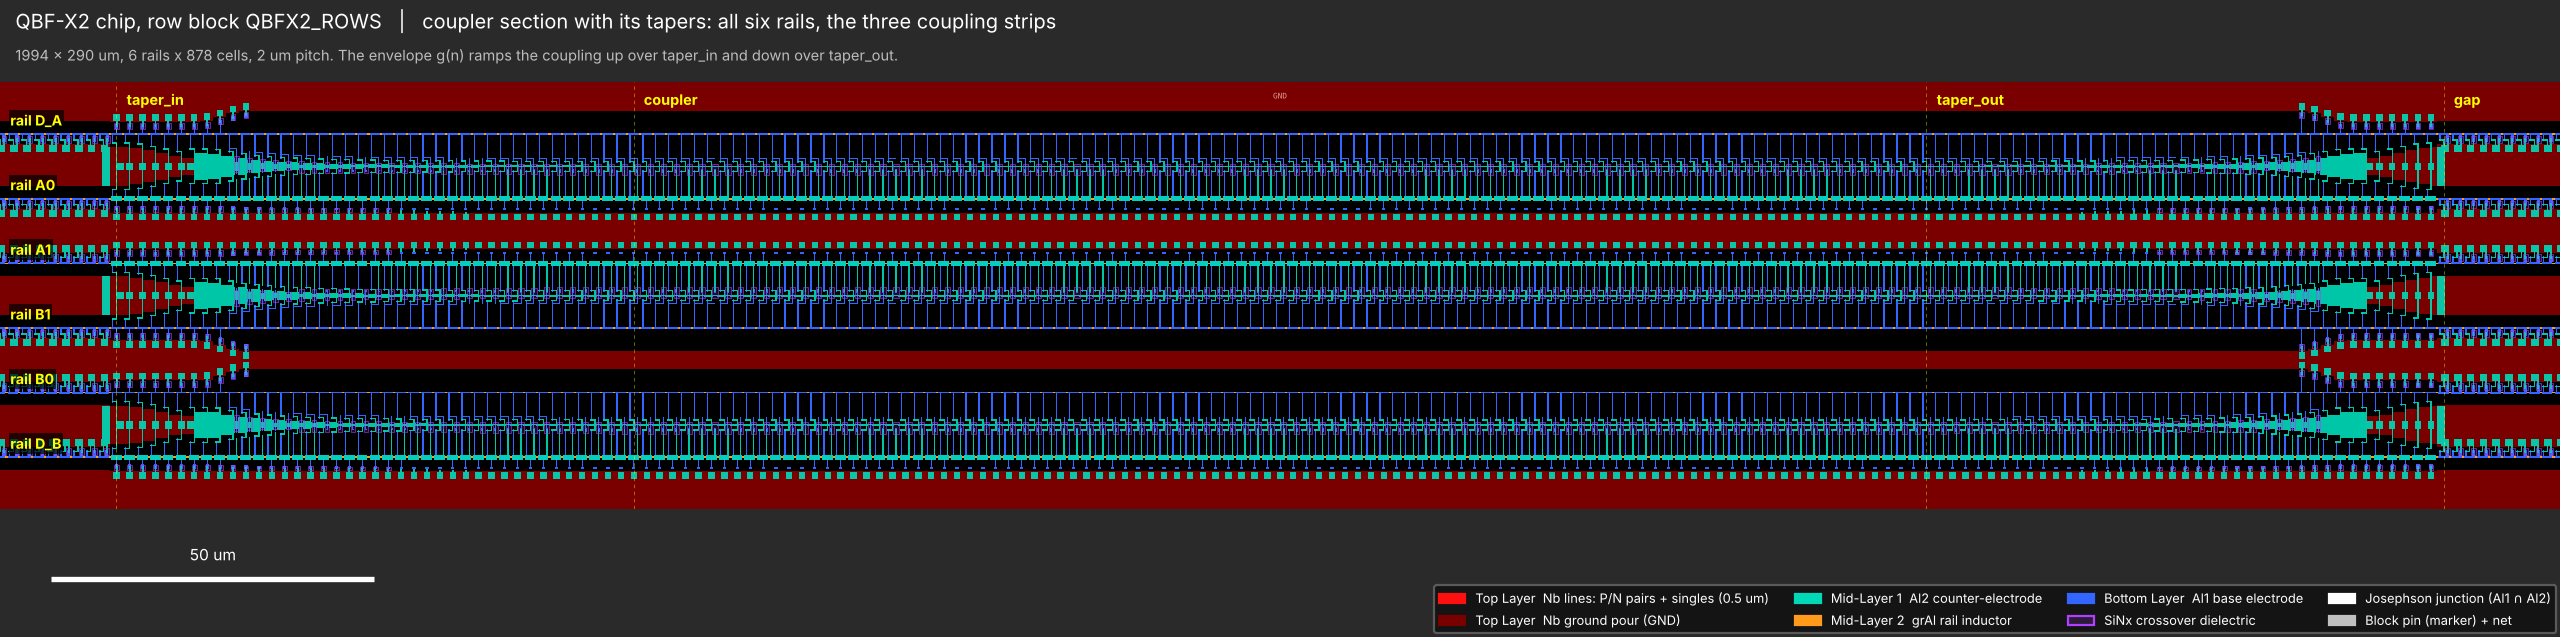 QBF-X2 chip, row block QBFX2_ROWS | coupler section with its tapers: all six rails, the three coupling strips
1994 × 290 um, 6 rails x 878 cells, 2 um pitch. The envelope g(n) ramps the coupling up over taper_in and down over taper_out.
taper_in
coupler
GND
taper_out
gap
rail D_A
rail A0
rail A1
rail B1
rail B0
rail D_B
50 um
Top Layer Nb lines: P/N pairs + singles (0.5 um)
Mid-Layer 1 Al2 counter-electrode
Bottom Layer Al1 base electrode
Josephson junction (Al1 ∩ Al2)
Top Layer Nb ground pour (GND)
Mid-Layer 2 grAl rail inductor
SiNx crossover dielectric
Block pin (marker) + net